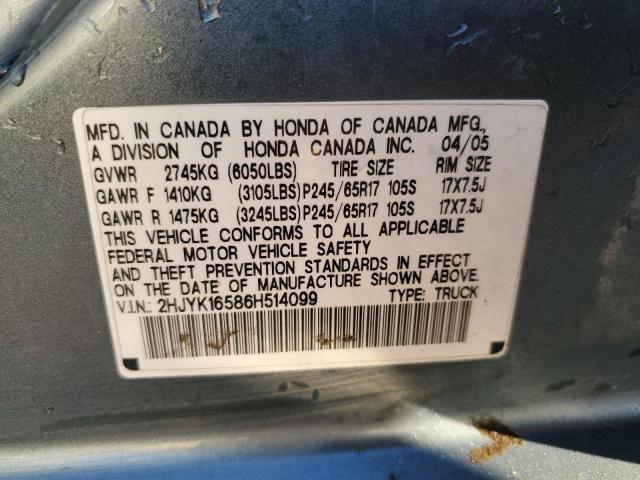 MFD. IN CANADA BY HONDA OF CANADA MFG.,
A DIVISION OF HONDA CANADA INC. 04/05
GVWR 2745KG (6050LBS) TIRE SIZE RIM SIZE
GAWR F 1410KG (3105LBS) P245/65R17 105S 17X7.5J
GAWR R 1475KG (3245LBS) P245/65R17 105S 17X7.5J
THIS VEHICLE CONFORMS TO ALL APPLICABLE
FEDERAL MOTOR VEHICLE SAFETY
AND THEFT PREVENTION STANDARDS IN EFFECT
ON THE DATE OF MANUFACTURE SHOWN ABOVE.
V.I.N.: 2HJYK16586H514099 TYPE: TRUCK